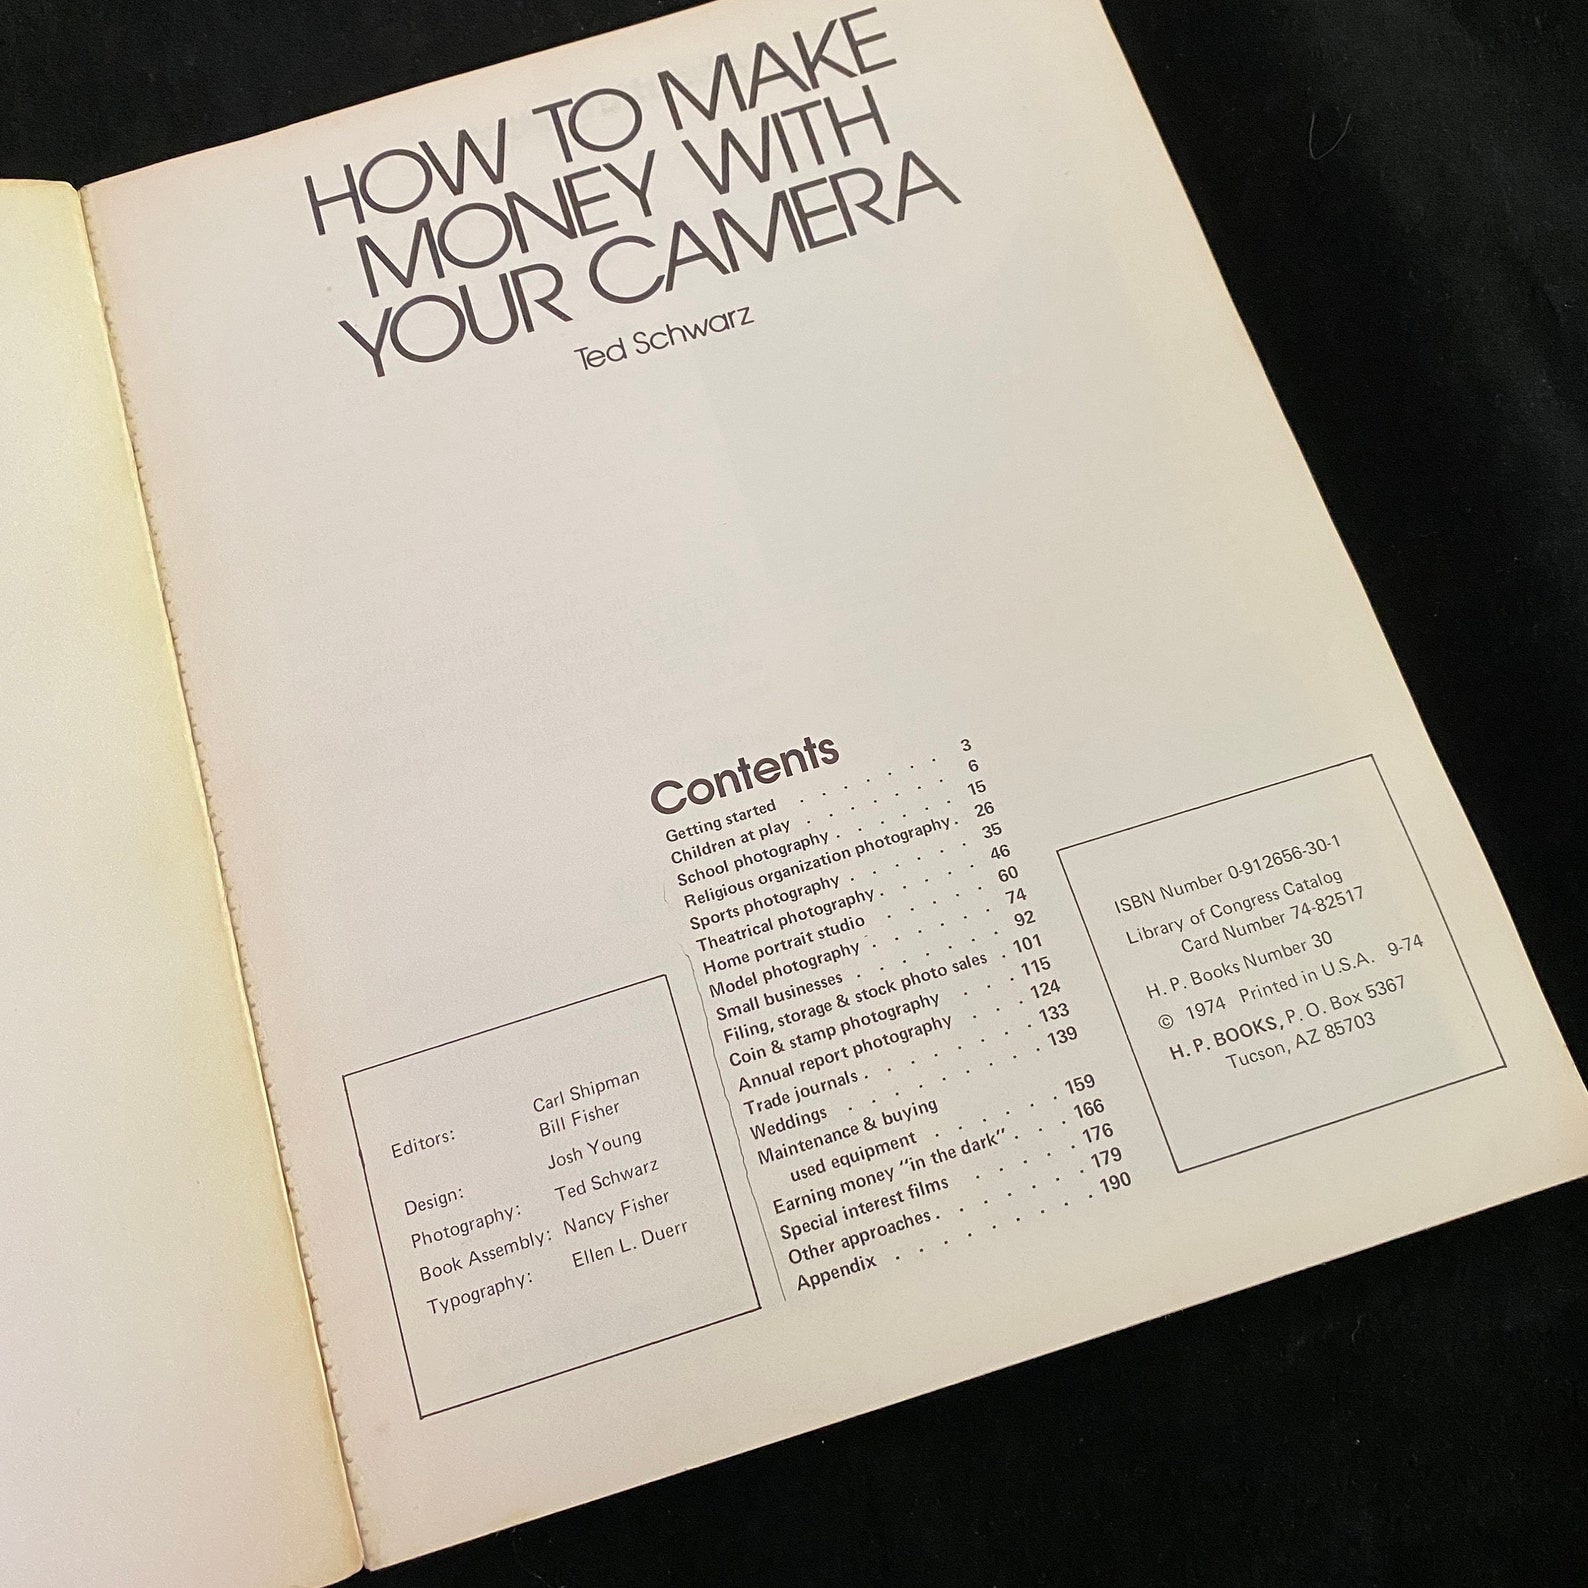 HOW TO MAKE
MONEY WITH
YOUR CAMERA
Ted Schwarz
Contents
Getting started . . . . . . . 3
Children at play . . . . . . . 6
School photography . . . . . . 15
Religious organization photography . 26
Sports photography . . . . . . 35
Theatrical photography . . . . . 46
Home portrait studio . . . . . 60
Model photography . . . . . . 74
Small businesses . . . . . . . 92
Filing, storage & stock photo sales . 101
Coin & stamp photography . . . 115
Annual report photography . . . 124
Trade journals . . . . . . . . 133
Weddings . . . . . . . . . 139
Maintenance & buying
used equipment . . . . . . 159
Earning money "in the dark" . . . 166
Special interest films . . . . . 176
Other approaches . . . . . . . 179
Appendix . . . . . . . . . 190
Editors: Carl Shipman
Bill Fisher
Design: Josh Young
Photography: Ted Schwarz
Book Assembly: Nancy Fisher
Typography: Ellen L. Duerr
ISBN Number 0-912656-30-1
Library of Congress Catalog
Card Number 74-82517
H. P. Books Number 30
© 1974 Printed in U.S.A. 9-74
H. P. BOOKS, P. O. Box 5367
Tucson, AZ 85703